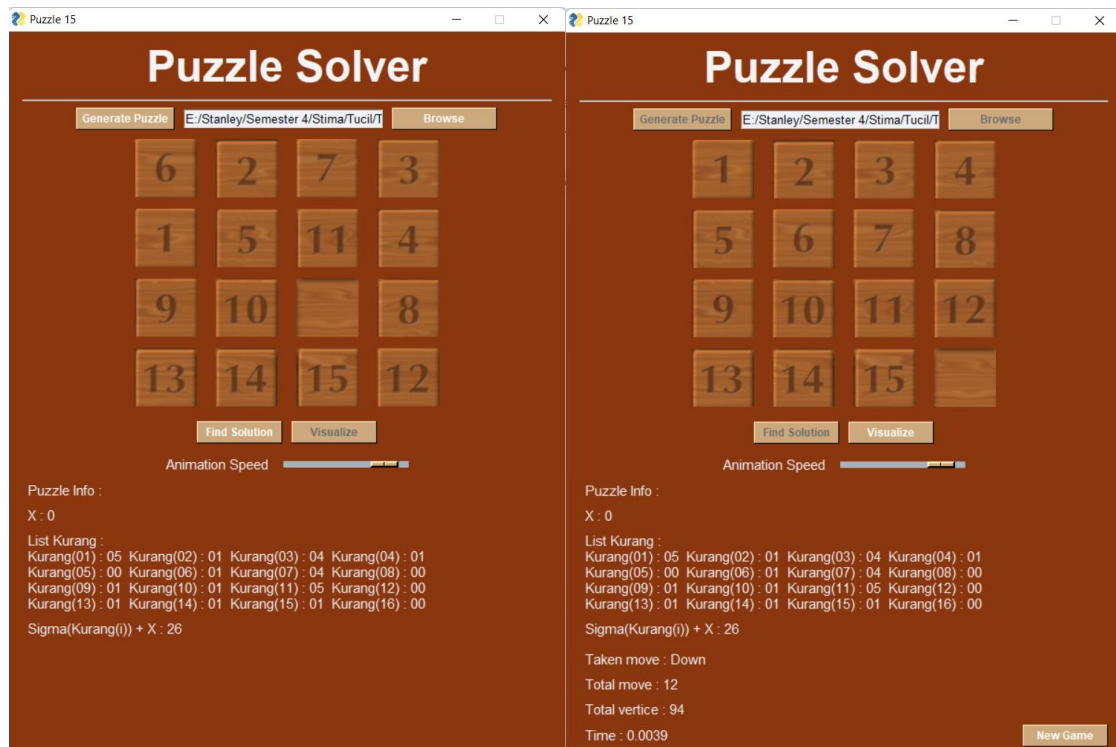 Puzzle 15
Puzzle Solver
Generate Puzzle E:/Stanley/Semester 4/Stima/Tucil/T Browse
6 2 7 3
1 5 11 4
9 10 8
13 14 15 12
Find Solution Visualize
Animation Speed
Puzzle Info :
X : 0
List Kurang :
Kurang(01) : 05 Kurang(02) : 01 Kurang(03) : 04 Kurang(04) : 01
Kurang(05) : 00 Kurang(06) : 01 Kurang(07) : 04 Kurang(08) : 00
Kurang(09) : 01 Kurang(10) : 01 Kurang(11) : 05 Kurang(12) : 00
Kurang(13) : 01 Kurang(14) : 01 Kurang(15) : 01 Kurang(16) : 00
Sigma(Kurang(i)) + X : 26
Puzzle 15
Puzzle Solver
Generate Puzzle E:/Stanley/Semester 4/Stima/Tucil/T Browse
1 2 3 4
5 6 7 8
9 10 11 12
13 14 15
Find Solution Visualize
Animation Speed
Puzzle Info :
X : 0
List Kurang :
Kurang(01) : 05 Kurang(02) : 01 Kurang(03) : 04 Kurang(04) : 01
Kurang(05) : 00 Kurang(06) : 01 Kurang(07) : 04 Kurang(08) : 00
Kurang(09) : 01 Kurang(10) : 01 Kurang(11) : 05 Kurang(12) : 00
Kurang(13) : 01 Kurang(14) : 01 Kurang(15) : 01 Kurang(16) : 00
Sigma(Kurang(i)) + X : 26
Taken move : Down
Total move : 12
Total vertice : 94
Time : 0.0039
New Game